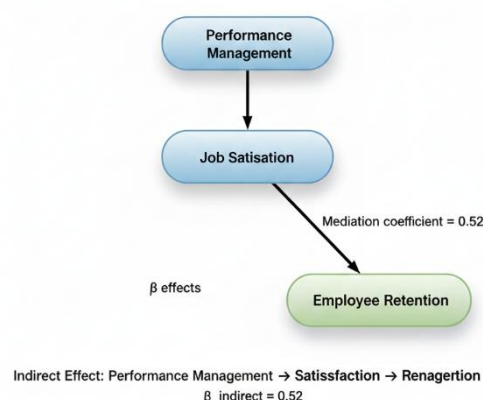 Performance
Management
Job Satisation
Mediation coefficient = 0.52
β effects
Employee Retention
Indirect Effect: Performance Management → Satissfaction → Renagertion
β_indirect = 0.52